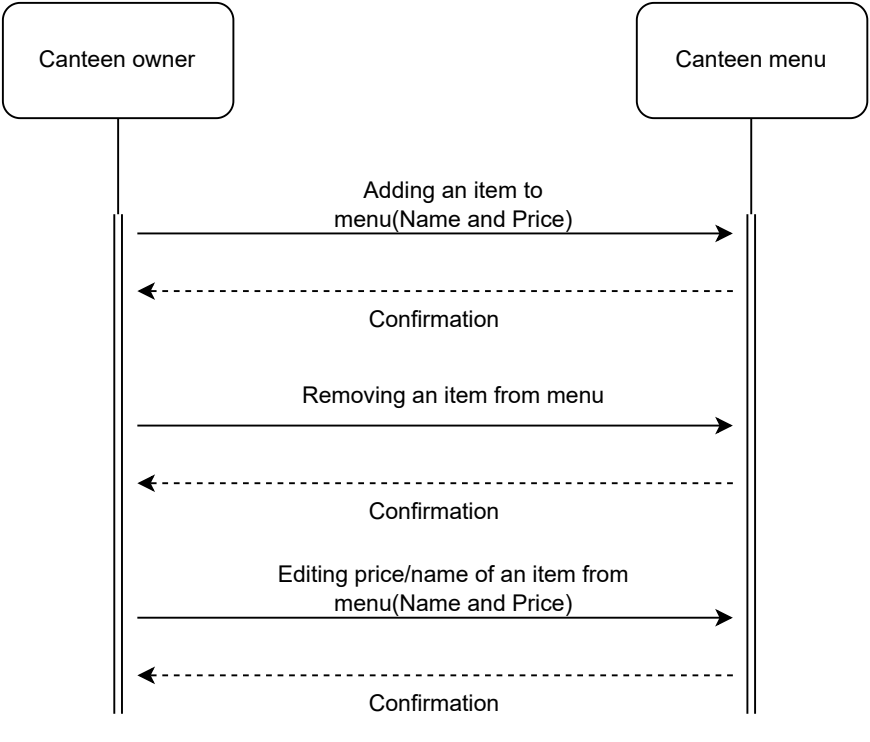 Canteen owner
Canteen menu
Adding an item to
menu(Name and Price)
Confirmation
Removing an item from menu
Confirmation
Editing price/name of an item from
menu(Name and Price)
Confirmation